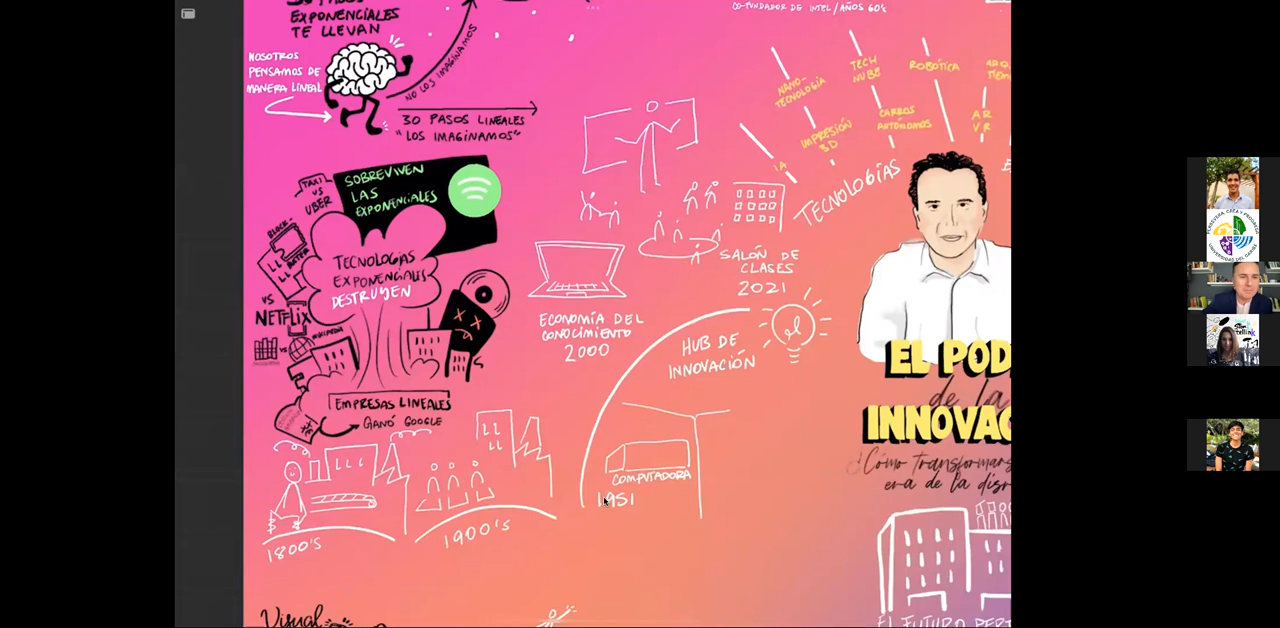 EXPONENCIALES
TE LLEVAN
NOSOTROS
PENSAMOS DE
MANERA LINEAL
NO LOS IMAGINAMOS
30 PASOS LINEALES
"LOS IMAGINAMOS"
CO-FUNDADOR DE INTEL / AÑOS 60's
NANO-
TECNOLOGÍA
TECH
NUBE
ROBÓTICA
IA
IMPRESIÓN
3D
CARROS
AUTÓNOMOS
AR
VR
TECNOLOGÍAS
TAXI
VS
UBER
SOBREVIVEN
LAS
EXPONENCIALES
BLOCK-
VS
NETFLIX
TECNOLOGÍAS
EXPONENCIALES
DESTRUYEN
EMPRESAS LINEALES
GANÓ GOOGLE
1800's
1900's
ECONOMÍA DEL
CONOCIMIENTO
2000
SALÓN DE
CLASES
2021
HUB DE
INNOVACIÓN
COMPUTADORA
1951
EL POD
de la
INNOVAC
¿Cómo transformars
era de la disr
EL FUTURO PERT
Visual